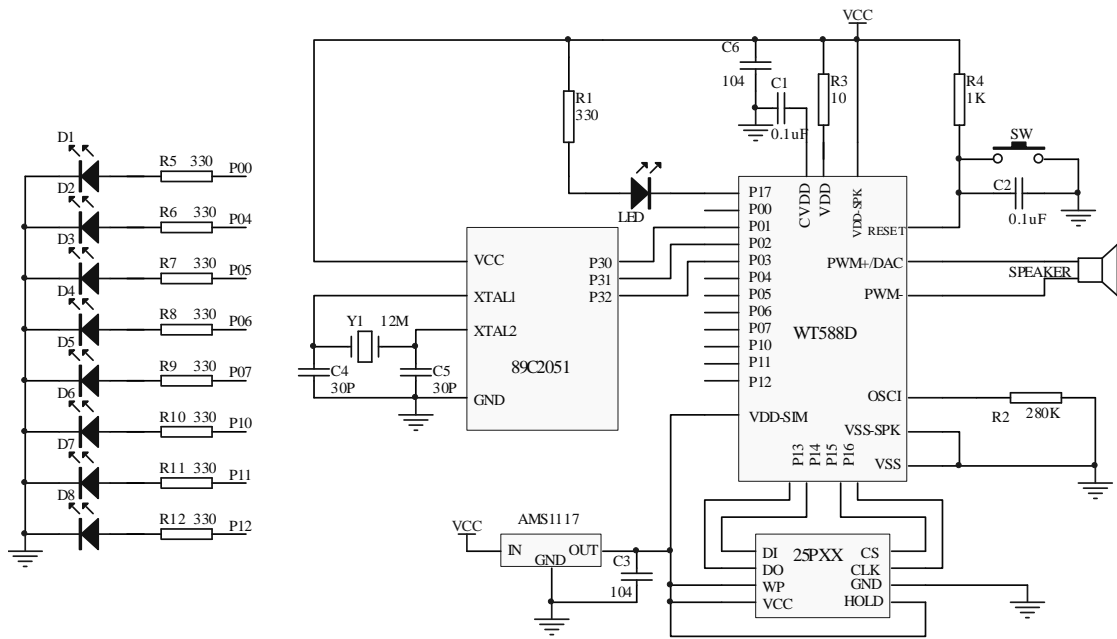 VCC
C6
104
C1
0.1uF
R3
10
R4
1K
R1
330
SW
C2
0.1uF
LED
D1
R5 330 P00
D2
R6 330 P04
D3
R7 330 P05
D4
R8 330 P06
D5
R9 330 P07
D6
R10 330 P10
D7
R11 330 P11
D8
R12 330 P12
VCC
XTAL1
XTAL2
GND
P30
P31
P32
89C2051
Y1 12M
C4
30P
C5
30P
P17
P00
P01
P02
P03
P04
P05
P06
P07
P10
P11
P12
VDD-SIM
CVDD
VDD
VDD-SPK
RESET
PWM+/DAC
PWM-
WT588D
OSCI
VSS-SPK
VSS
P13
P14
P15
P16
SPEAKER
R2 280K
VCC
AMS1117
IN OUT
GND
C3
104
25PXX
DI
DO
WP
VCC
CS
CLK
GND
HOLD